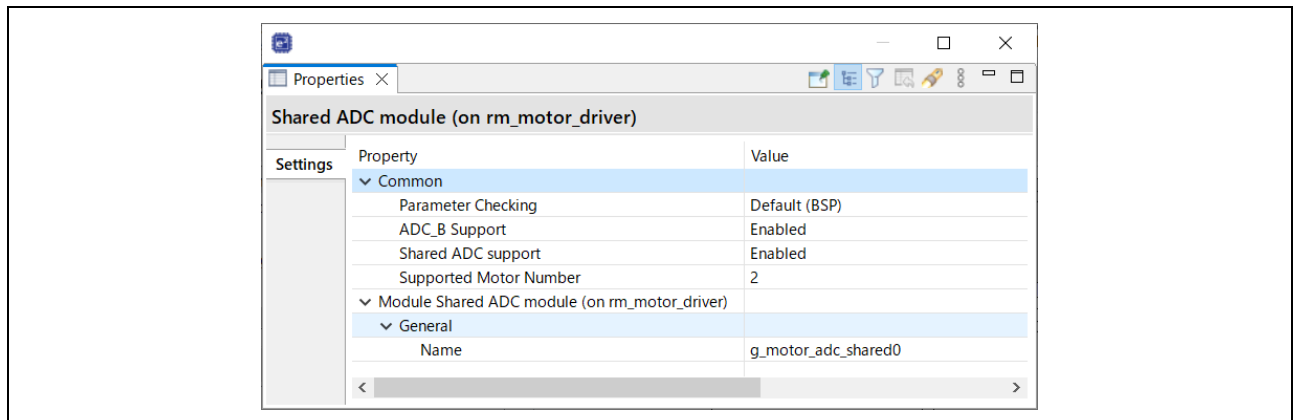 Properties
Shared ADC module (on rm_motor_driver)
Settings
Property Value
Common
Parameter Checking Default (BSP)
ADC_B Support Enabled
Shared ADC support Enabled
Supported Motor Number 2
Module Shared ADC module (on rm_motor_driver)
General
Name g_motor_adc_shared0